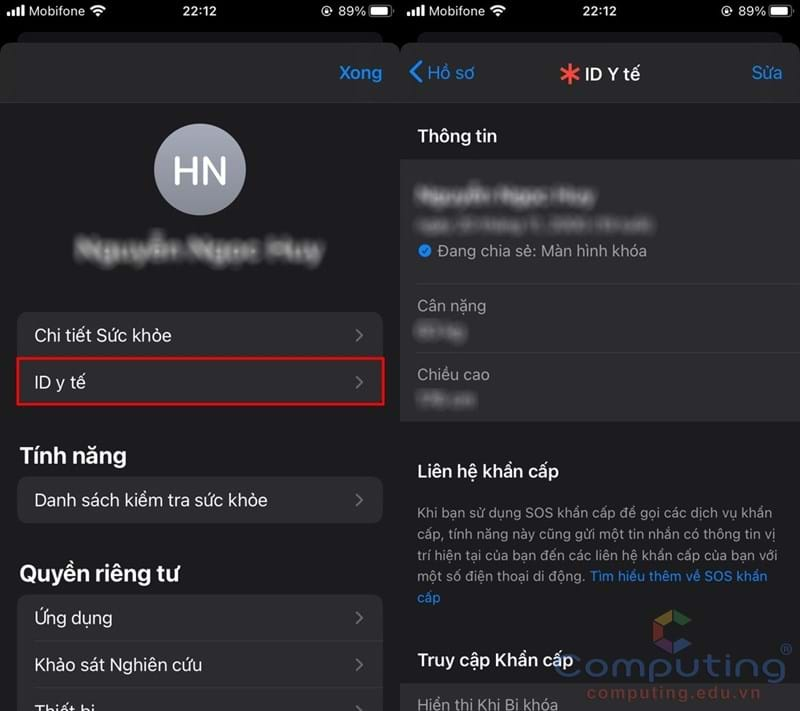 Mobifone 22:12 89%
Xong
HN
Chi tiết Sức khỏe
ID y tế
Tính năng
Danh sách kiểm tra sức khỏe
Quyền riêng tư
Ứng dụng
Khảo sát Nghiên cứu
Thiết bị
Mobifone 22:12 89%
Hồ sơ ID Y tế Sửa
Thông tin
Đang chia sẻ: Màn hình khóa
Cân nặng
Chiều cao
Liên hệ khẩn cấp
Khi bạn sử dụng SOS khẩn cấp để gọi các dịch vụ khẩn
cấp, tính năng này cũng gửi một tin nhắn có thông tin vị
trí hiện tại của bạn đến các liên hệ khẩn cấp của bạn với
một số điện thoại di động. Tìm hiểu thêm về SOS khẩn
cấp
Truy cập Khẩn cấp
Hiển thị Khi Bị khóa
Computing®
computing.edu.vn